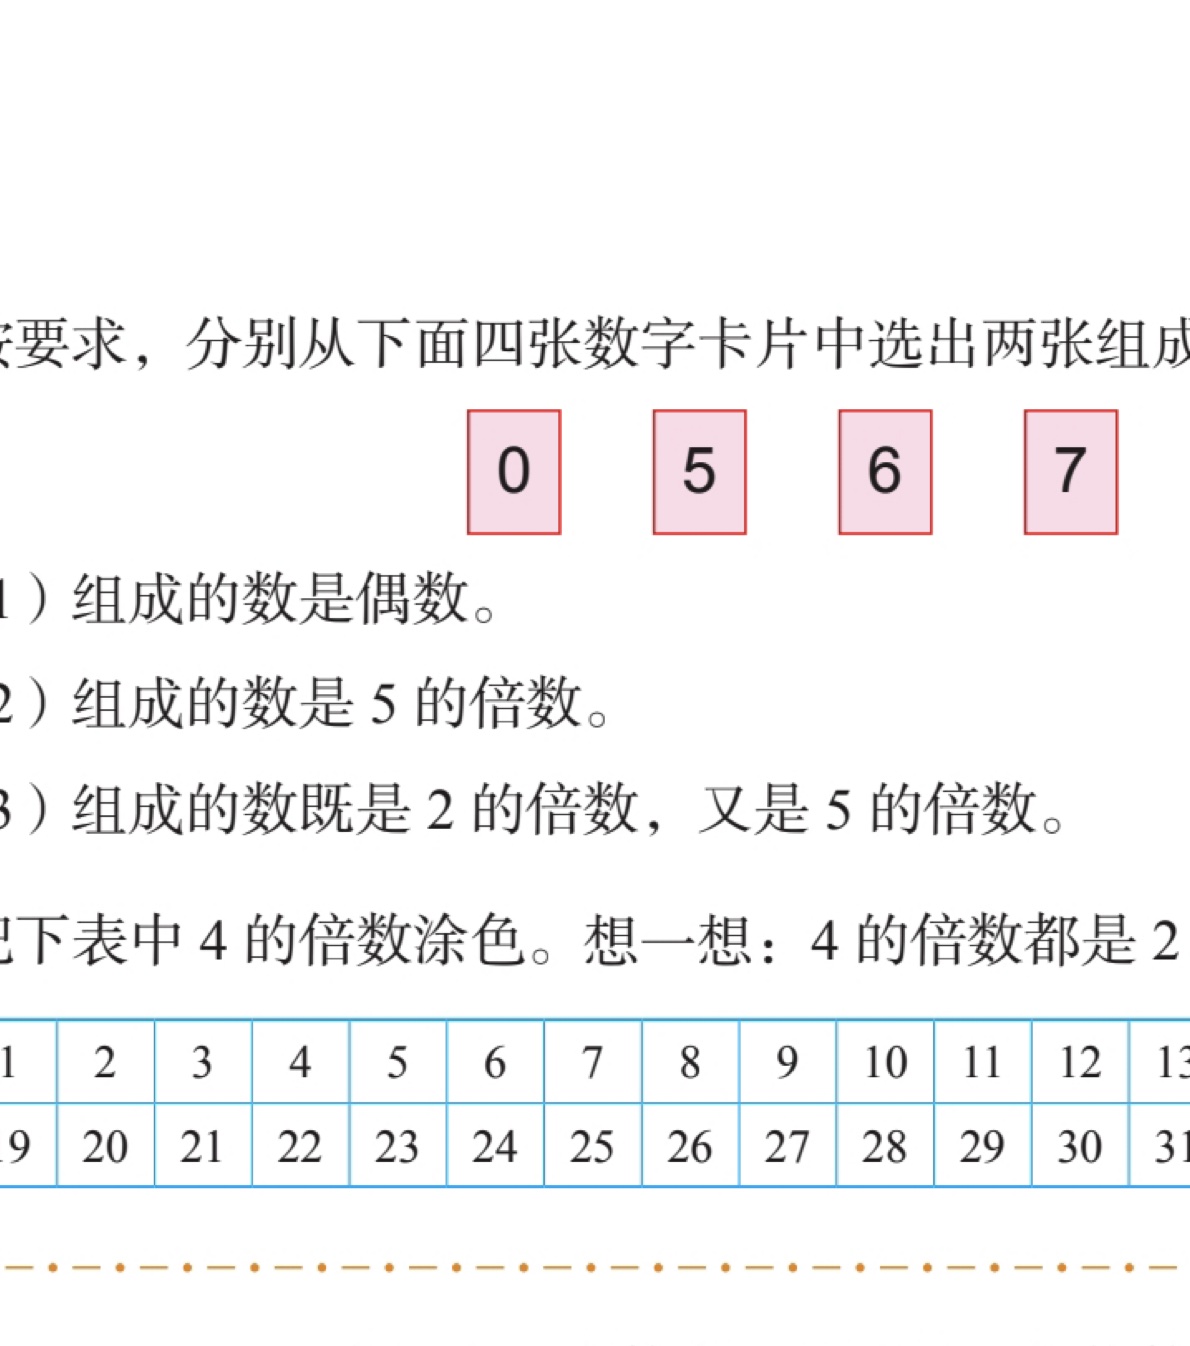 按要求，分别从下面四张数字卡片中选出两张组成
0 5 6 7
1）组成的数是偶数。
2）组成的数是 5 的倍数。
3）组成的数既是 2 的倍数，又是 5 的倍数。
把下表中 4 的倍数涂色。想一想：4 的倍数都是 2
1 2 3 4 5 6 7 8 9 10 11 12 13
19 20 21 22 23 24 25 26 27 28 29 30 31